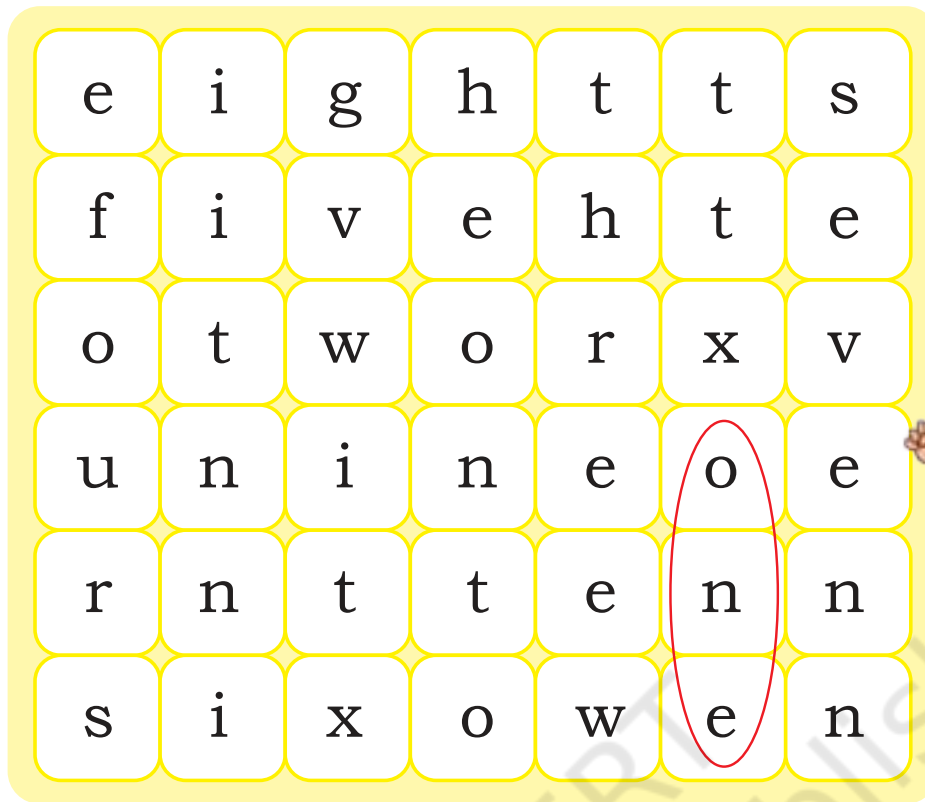 e i g h t t s
f i v e h t e
o t w o r x v
u n i n e o e
r n t t e n n
s i x o w e n